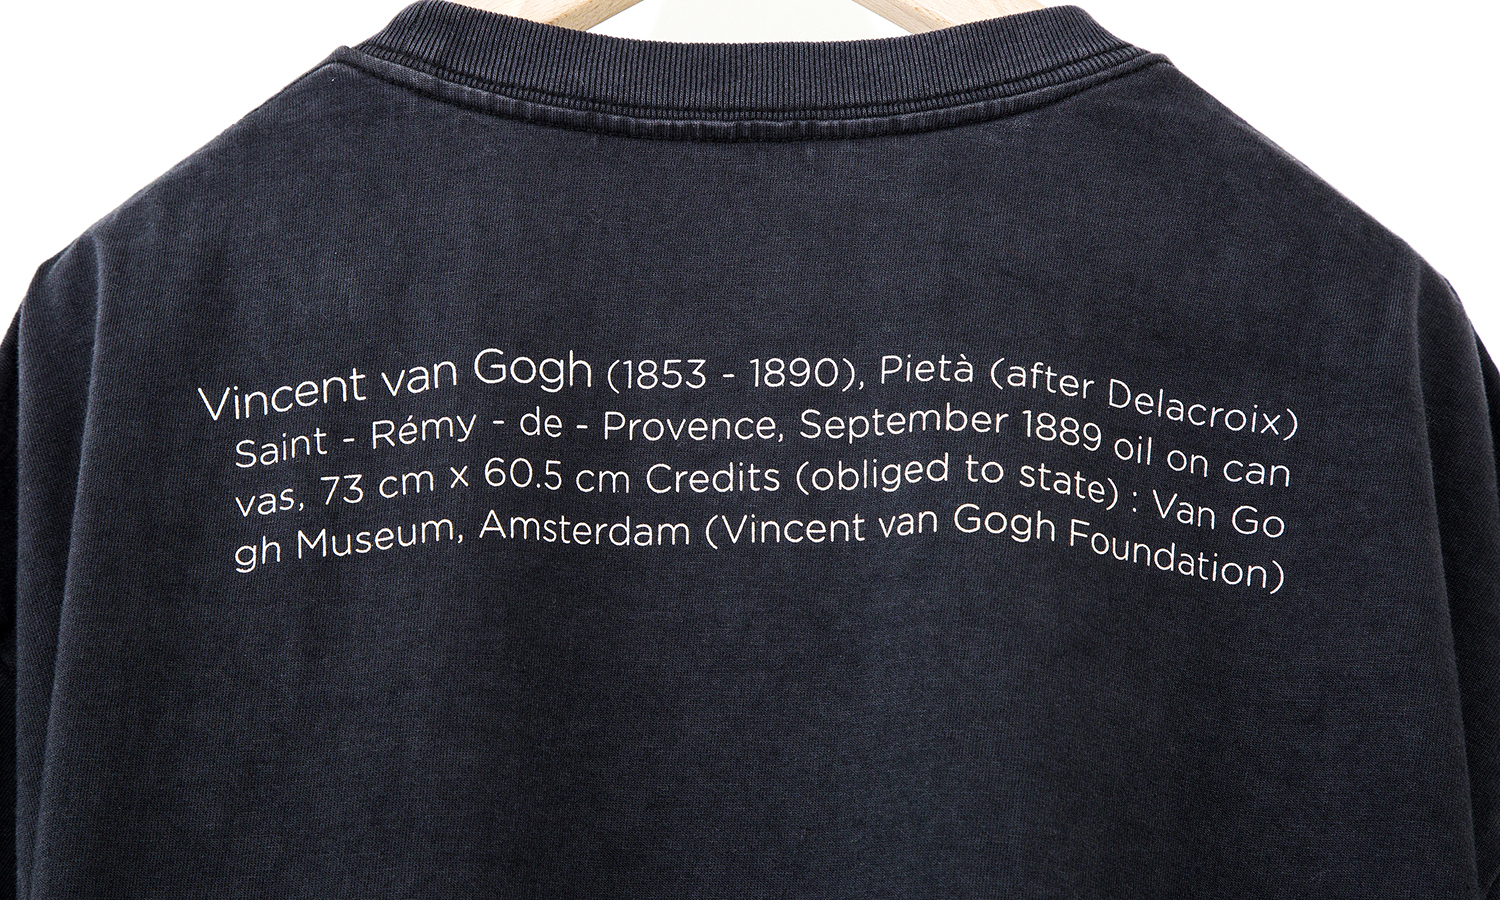 Vincent van Gogh (1853 - 1890), Pietà (after Delacroix)
Saint - Rémy - de - Provence, September 1889 oil on can
vas, 73 cm x 60.5 cm Credits (obliged to state) : Van Go
gh Museum, Amsterdam (Vincent van Gogh Foundation)